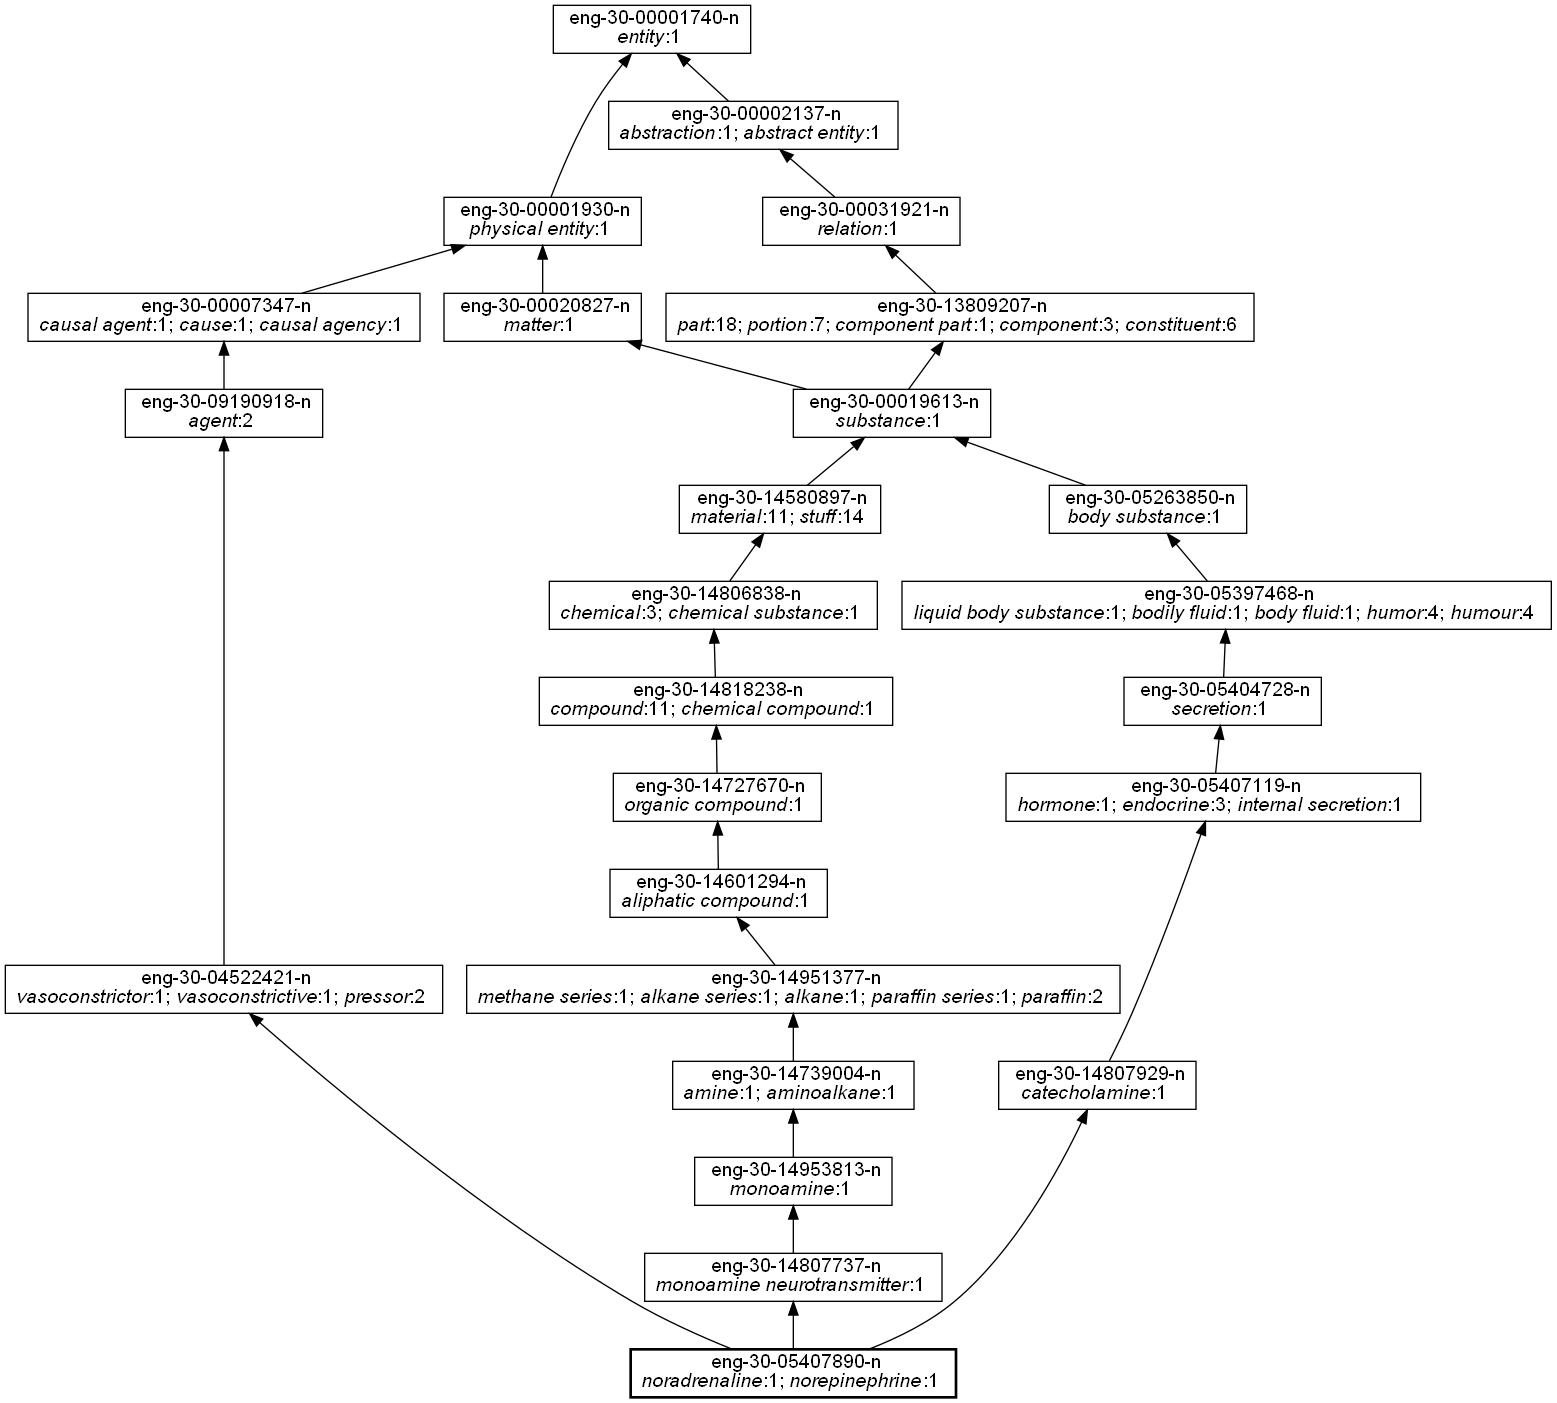 eng-30-00001740-n
entity:1
eng-30-00002137-n
abstraction:1; abstract entity:1
eng-30-00001930-n
physical entity:1
eng-30-00031921-n
relation:1
eng-30-00007347-n
causal agent:1; cause:1; causal agency:1
eng-30-00020827-n
matter:1
eng-30-13809207-n
part:18; portion:7; component part:1; component:3; constituent:6
eng-30-09190918-n
agent:2
eng-30-00019613-n
substance:1
eng-30-14580897-n
material:11; stuff:14
eng-30-05263850-n
body substance:1
eng-30-14806838-n
chemical:3; chemical substance:1
eng-30-05397468-n
liquid body substance:1; bodily fluid:1; body fluid:1; humor:4; humour:4
eng-30-14818238-n
compound:11; chemical compound:1
eng-30-05404728-n
secretion:1
eng-30-14727670-n
organic compound:1
eng-30-05407119-n
hormone:1; endocrine:3; internal secretion:1
eng-30-14601294-n
aliphatic compound:1
eng-30-04522421-n
vasoconstrictor:1; vasoconstrictive:1; pressor:2
eng-30-14951377-n
methane series:1; alkane series:1; alkane:1; paraffin series:1; paraffin:2
eng-30-14739004-n
amine:1; aminoalkane:1
eng-30-14807929-n
catecholamine:1
eng-30-14953813-n
monoamine:1
eng-30-14807737-n
monoamine neurotransmitter:1
eng-30-05407890-n
noradrenaline:1; norepinephrine:1